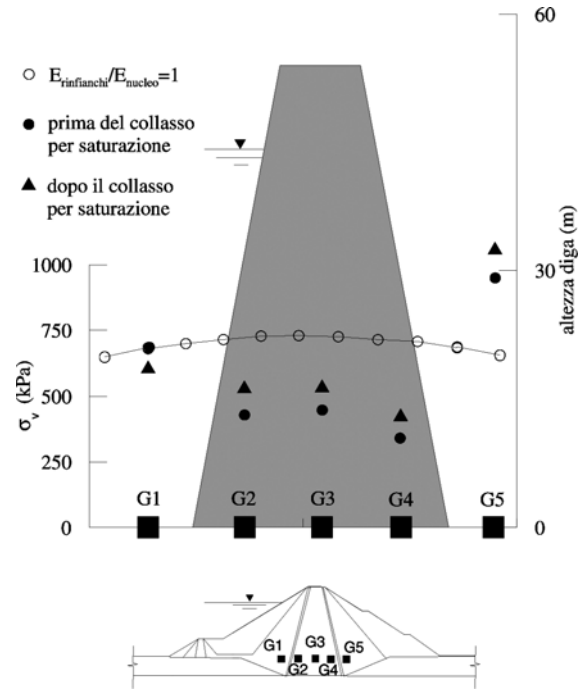 60
E_rinfianchi/E_nucleo=1
prima del collasso
per saturazione
dopo il collasso
per saturazione
altezza diga (m)
1000
30
750
σ_v (kPa)
500
250
G1
G2
G3
G4
G5
0
0
G1
G3
G5
G2
G4